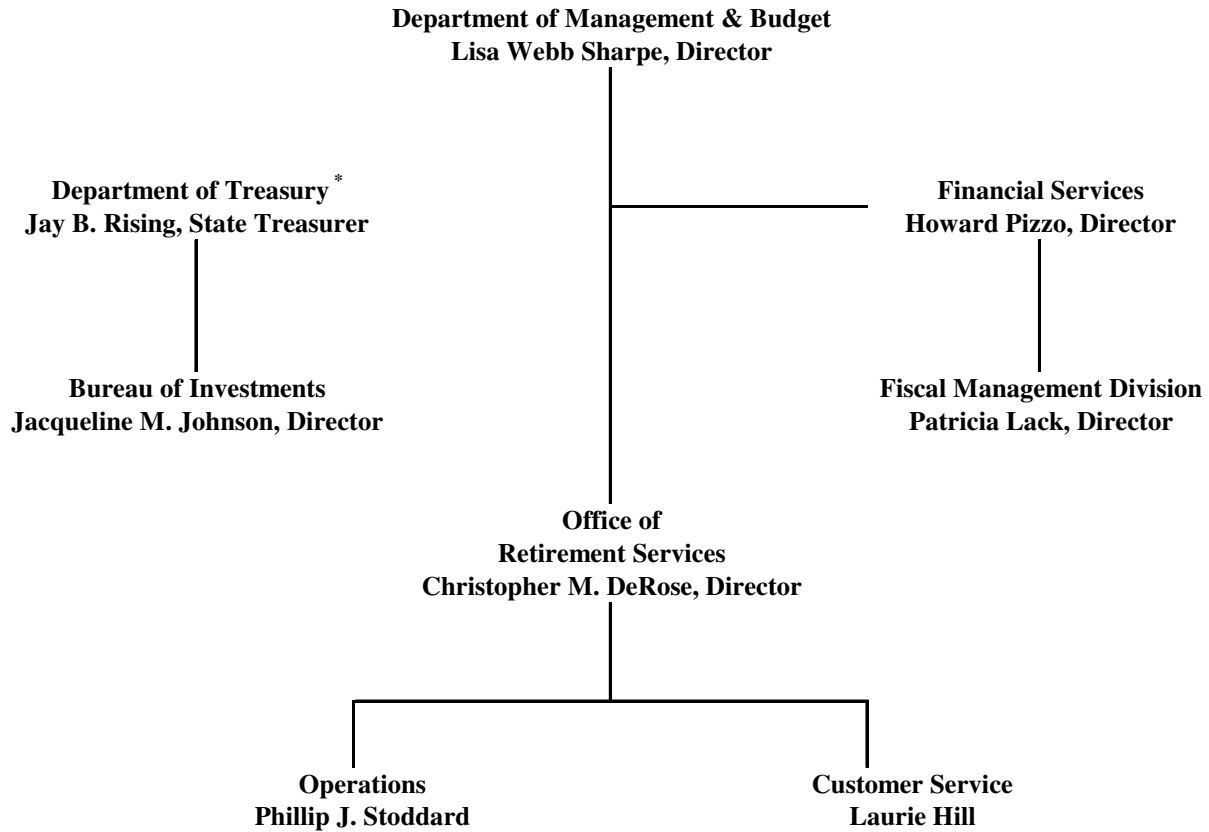 Department of Management & Budget
Lisa Webb Sharpe, Director
Department of Treasury *
Jay B. Rising, State Treasurer
Financial Services
Howard Pizzo, Director
Bureau of Investments
Jacqueline M. Johnson, Director
Fiscal Management Division
Patricia Lack, Director
Office of
Retirement Services
Christopher M. DeRose, Director
Operations
Phillip J. Stoddard
Customer Service
Laurie Hill